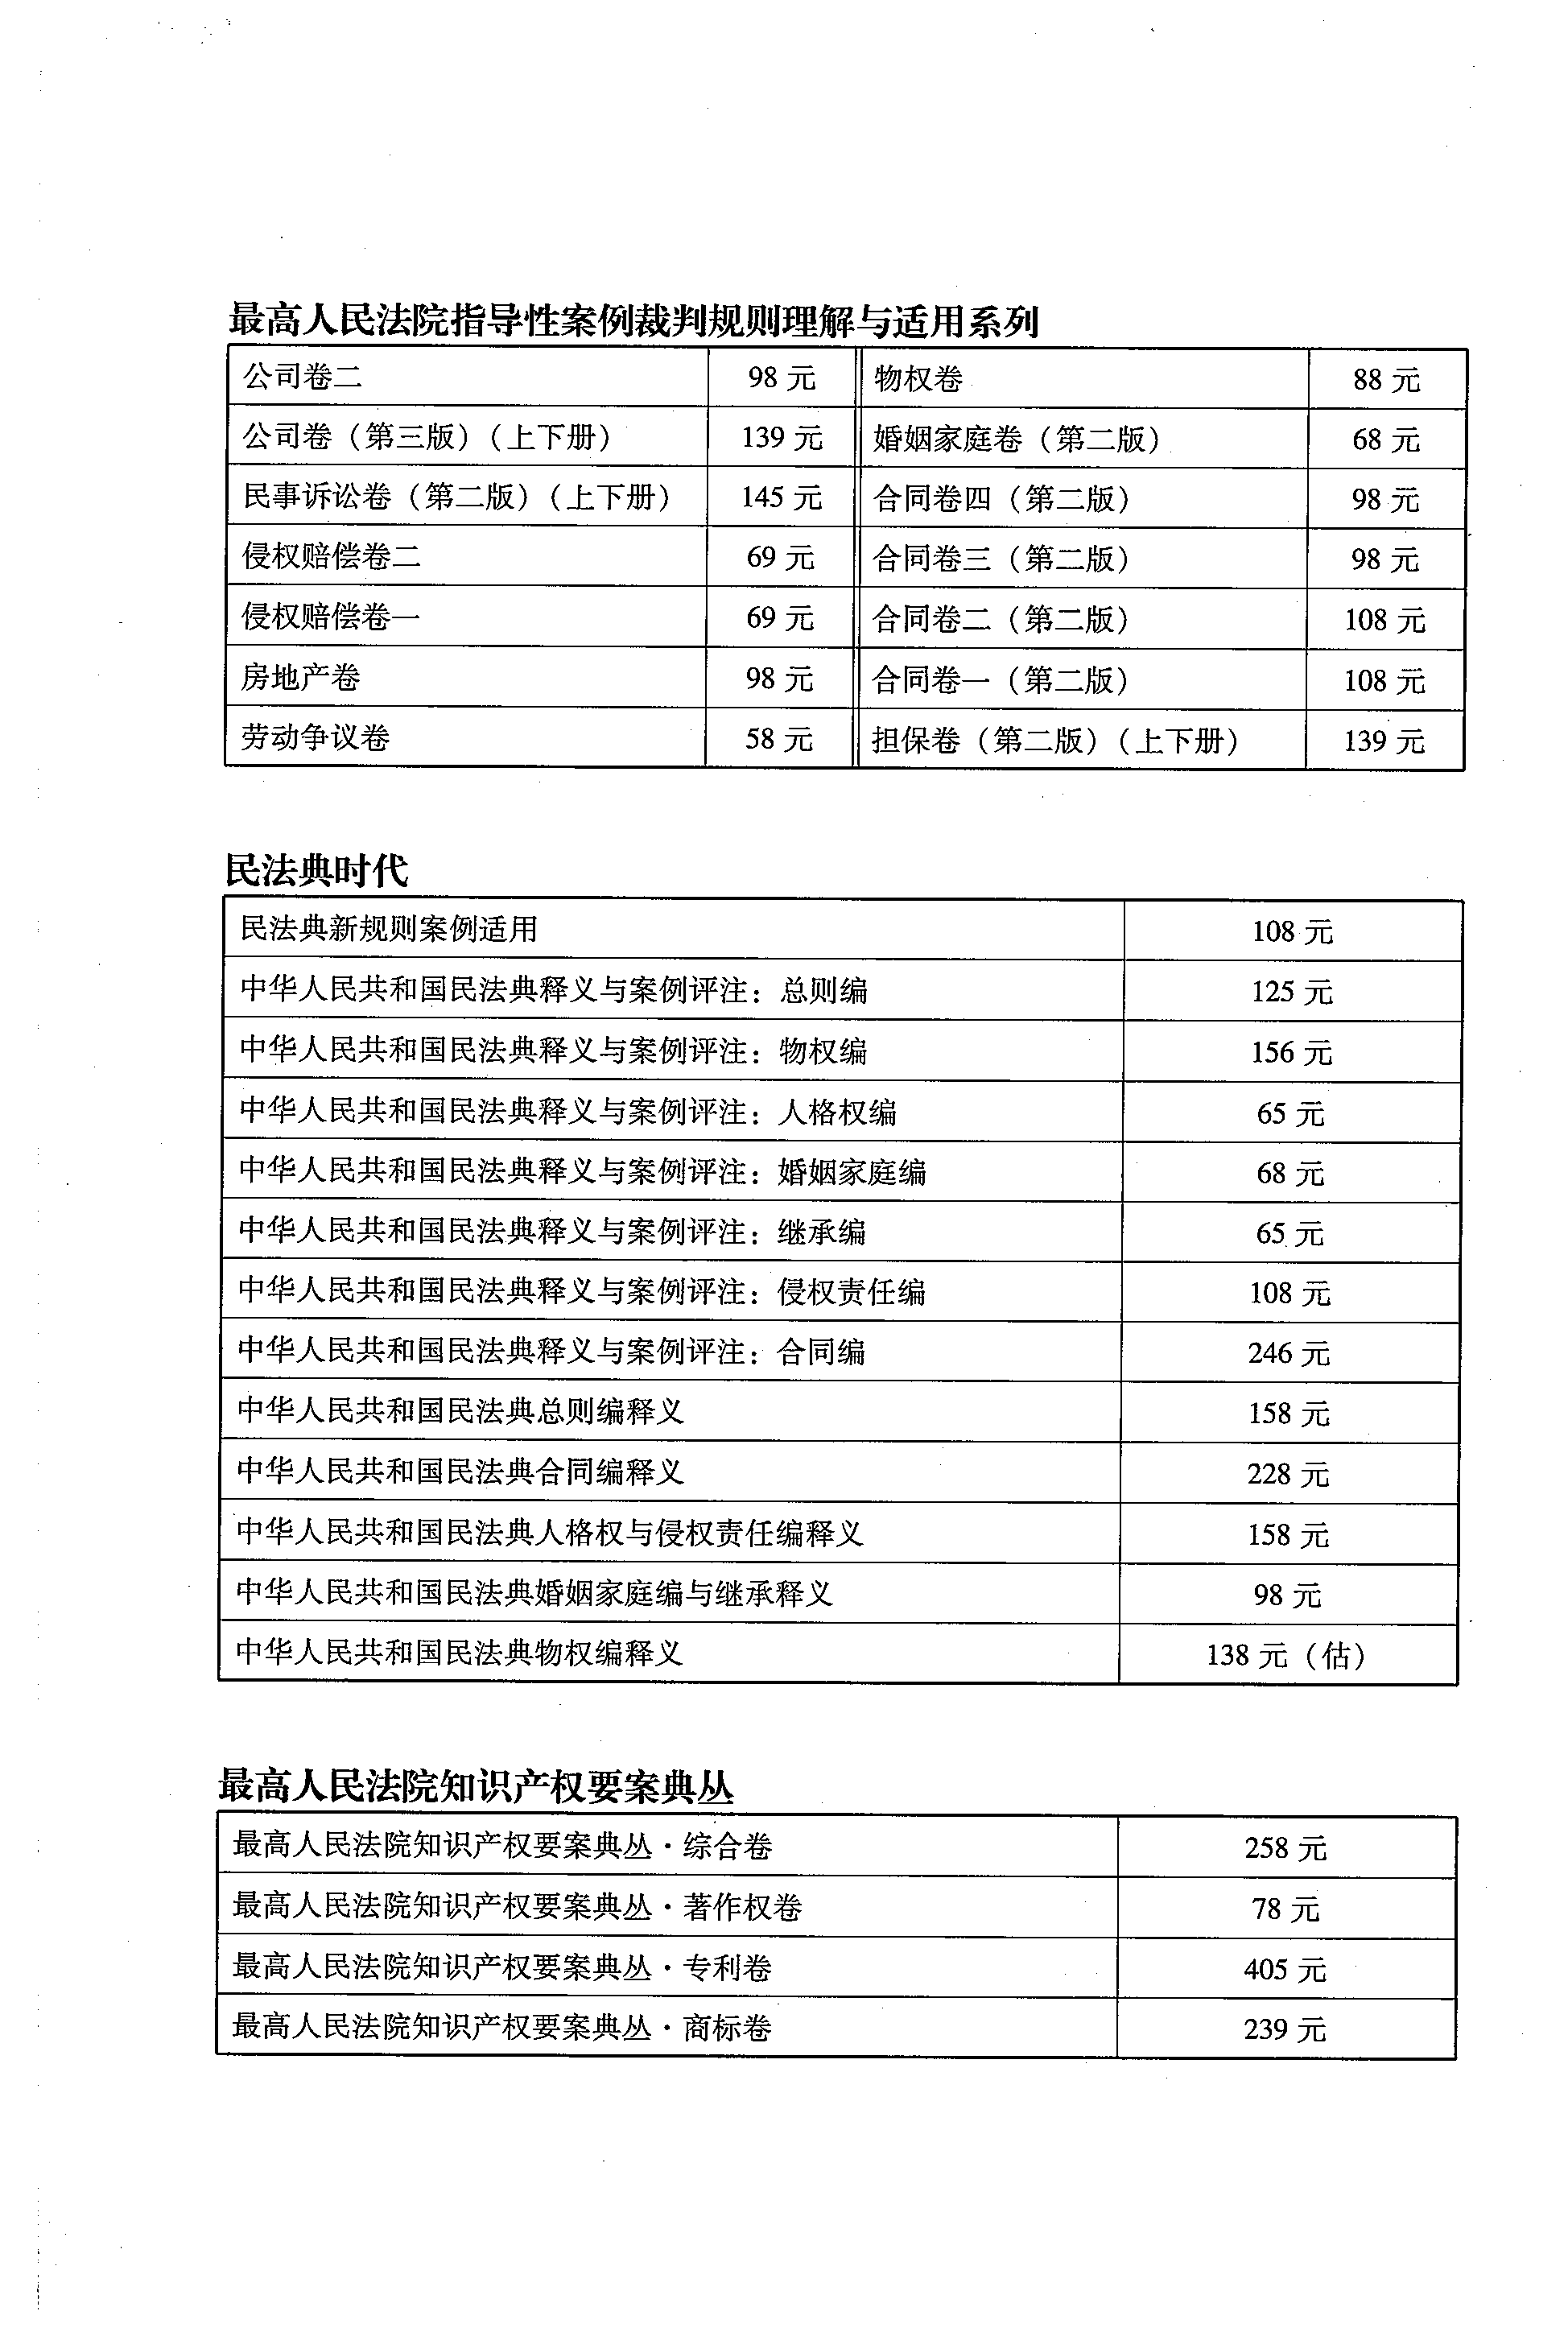 最高人民法院指导性案例裁判规则理解与适用系列
公司卷二 98 元 物权卷 88 元
公司卷（第三版）（上下册） 139 元 婚姻家庭卷（第二版） 68 元
民事诉讼卷（第二版）（上下册） 145 元 合同卷四（第二版） 98 元
侵权赔偿卷二 69 元 合同卷三（第二版） 98 元
侵权赔偿卷一 69 元 合同卷二（第二版） 108 元
房地产卷 98 元 合同卷一（第二版） 108 元
劳动争议卷 58 元 担保卷（第二版）（上下册） 139 元
民法典时代
民法典新规则案例适用 108 元
中华人民共和国民法典释义与案例评注：总则编 125 元
中华人民共和国民法典释义与案例评注：物权编 156 元
中华人民共和国民法典释义与案例评注：人格权编 65 元
中华人民共和国民法典释义与案例评注：婚姻家庭编 68 元
中华人民共和国民法典释义与案例评注：继承编 65 元
中华人民共和国民法典释义与案例评注：侵权责任编 108 元
中华人民共和国民法典释义与案例评注：合同编 246 元
中华人民共和国民法典总则编释义 158 元
中华人民共和国民法典合同编释义 228 元
中华人民共和国民法典人格权与侵权责任编释义 158 元
中华人民共和国民法典婚姻家庭编与继承释义 98 元
中华人民共和国民法典物权编释义 138 元（估）
最高人民法院知识产权要案典丛
最高人民法院知识产权要案典丛·综合卷 258 元
最高人民法院知识产权要案典丛·著作权卷 78 元
最高人民法院知识产权要案典丛·专利卷 405 元
最高人民法院知识产权要案典丛·商标卷 239 元